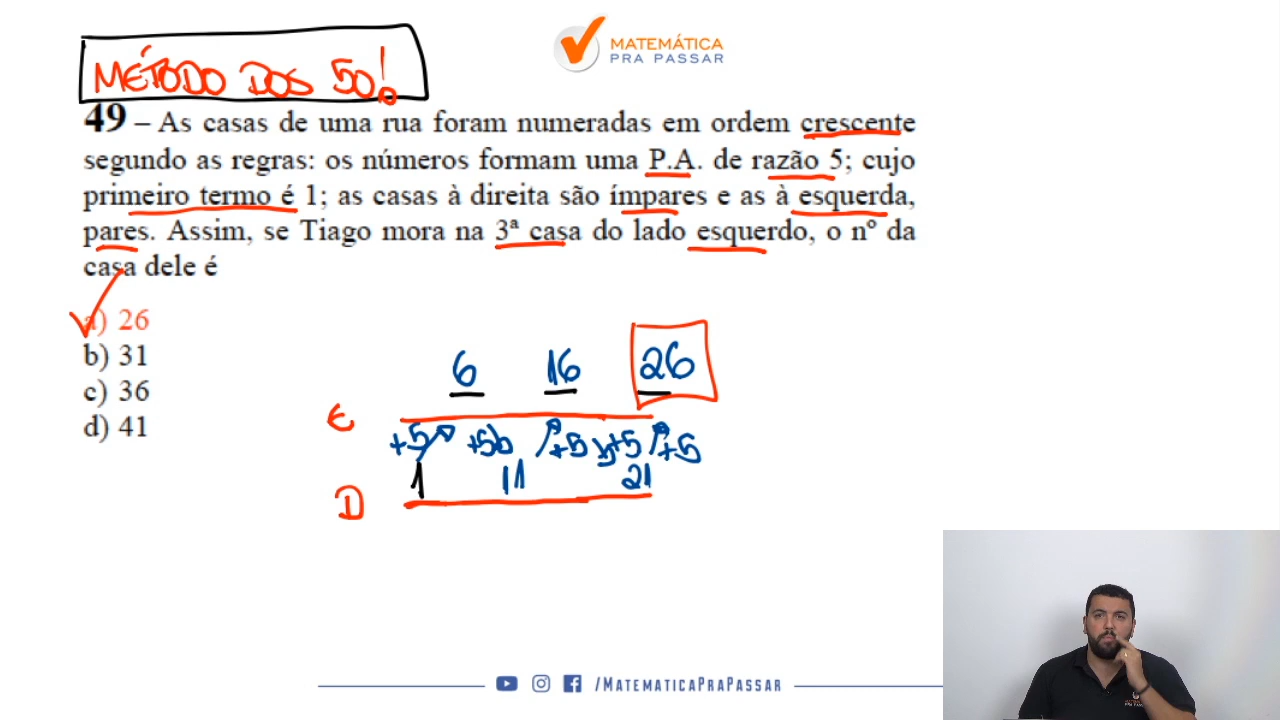 MATEMÁTICA
PRA PASSAR
MÉTODO DOS 50!
49 – As casas de uma rua foram numeradas em ordem crescente
segundo as regras: os números formam uma P.A. de razão 5; cujo
primeiro termo é 1; as casas à direita são ímpares e as à esquerda,
pares. Assim, se Tiago mora na 3ª casa do lado esquerdo, o nº da
casa dele é
a) 26
b) 31
c) 36
d) 41
6 16 26
E
+5 +5 +5 +5 +5
1 11 21
D
/MatematicaPraPassar